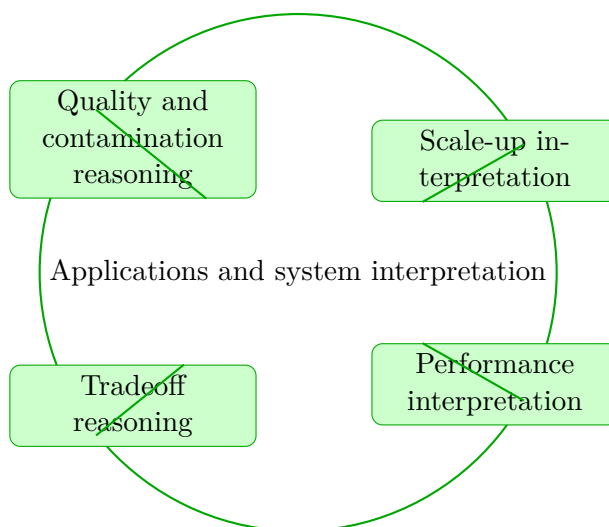 Quality and
contamination
reasoning
Scale-up in-
terpretation
Applications and system interpretation
Tradeoff
reasoning
Performance
interpretation